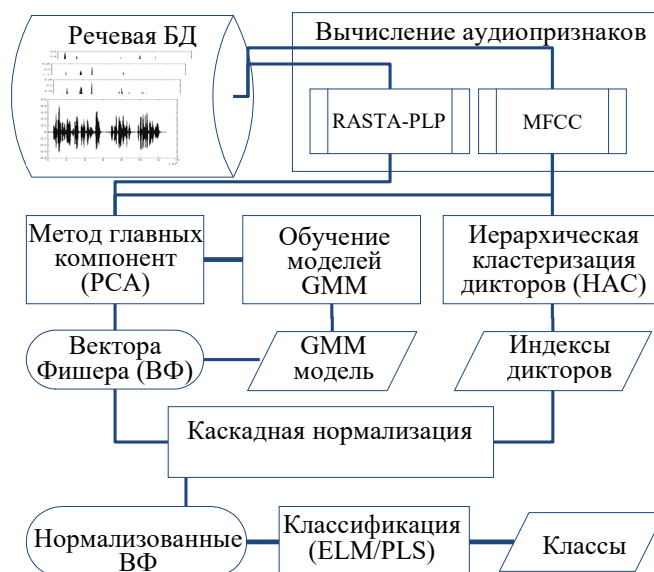 Речевая БД
Вычисление аудиопризнаков
RASTA-PLP
MFCC
Метод главных
компонент
(PCA)
Обучение
моделей
GMM
Иерархическая
кластеризация
дикторов (HAC)
Вектора
Фишера (ВФ)
GMM
модель
Индексы
дикторов
Каскадная нормализация
Нормализованные
ВФ
Классификация
(ELM/PLS)
Классы